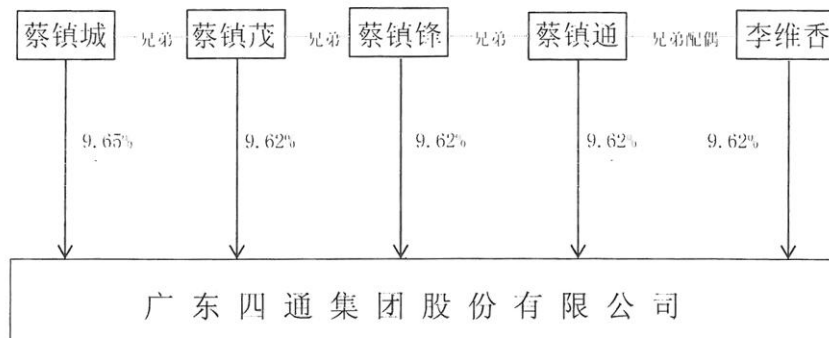 蔡镇城 兄弟 蔡镇茂 兄弟 蔡镇锋 兄弟 蔡镇通 兄弟配偶 李维香
9.65% 9.62% 9.62% 9.62% 9.62%
广东四通集团股份有限公司